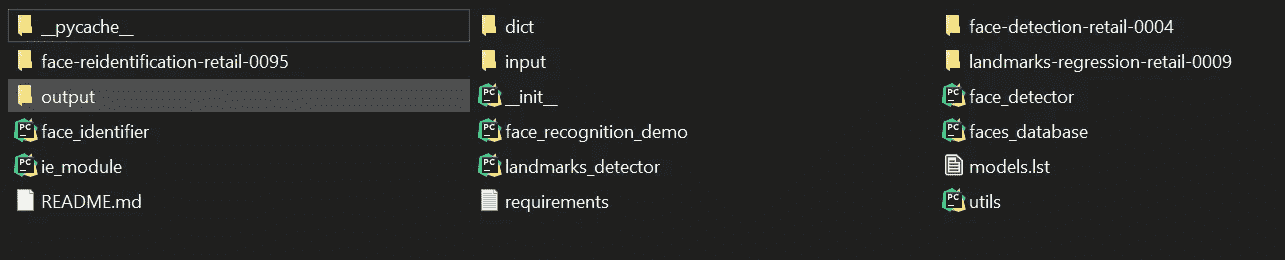 __pycache__ dict face-detection-retail-0004
face-reidentification-retail-0095 input landmarks-regression-retail-0009
output __init__ face_detector
face_identifier face_recognition_demo faces_database
ie_module landmarks_detector models.lst
README.md requirements utils